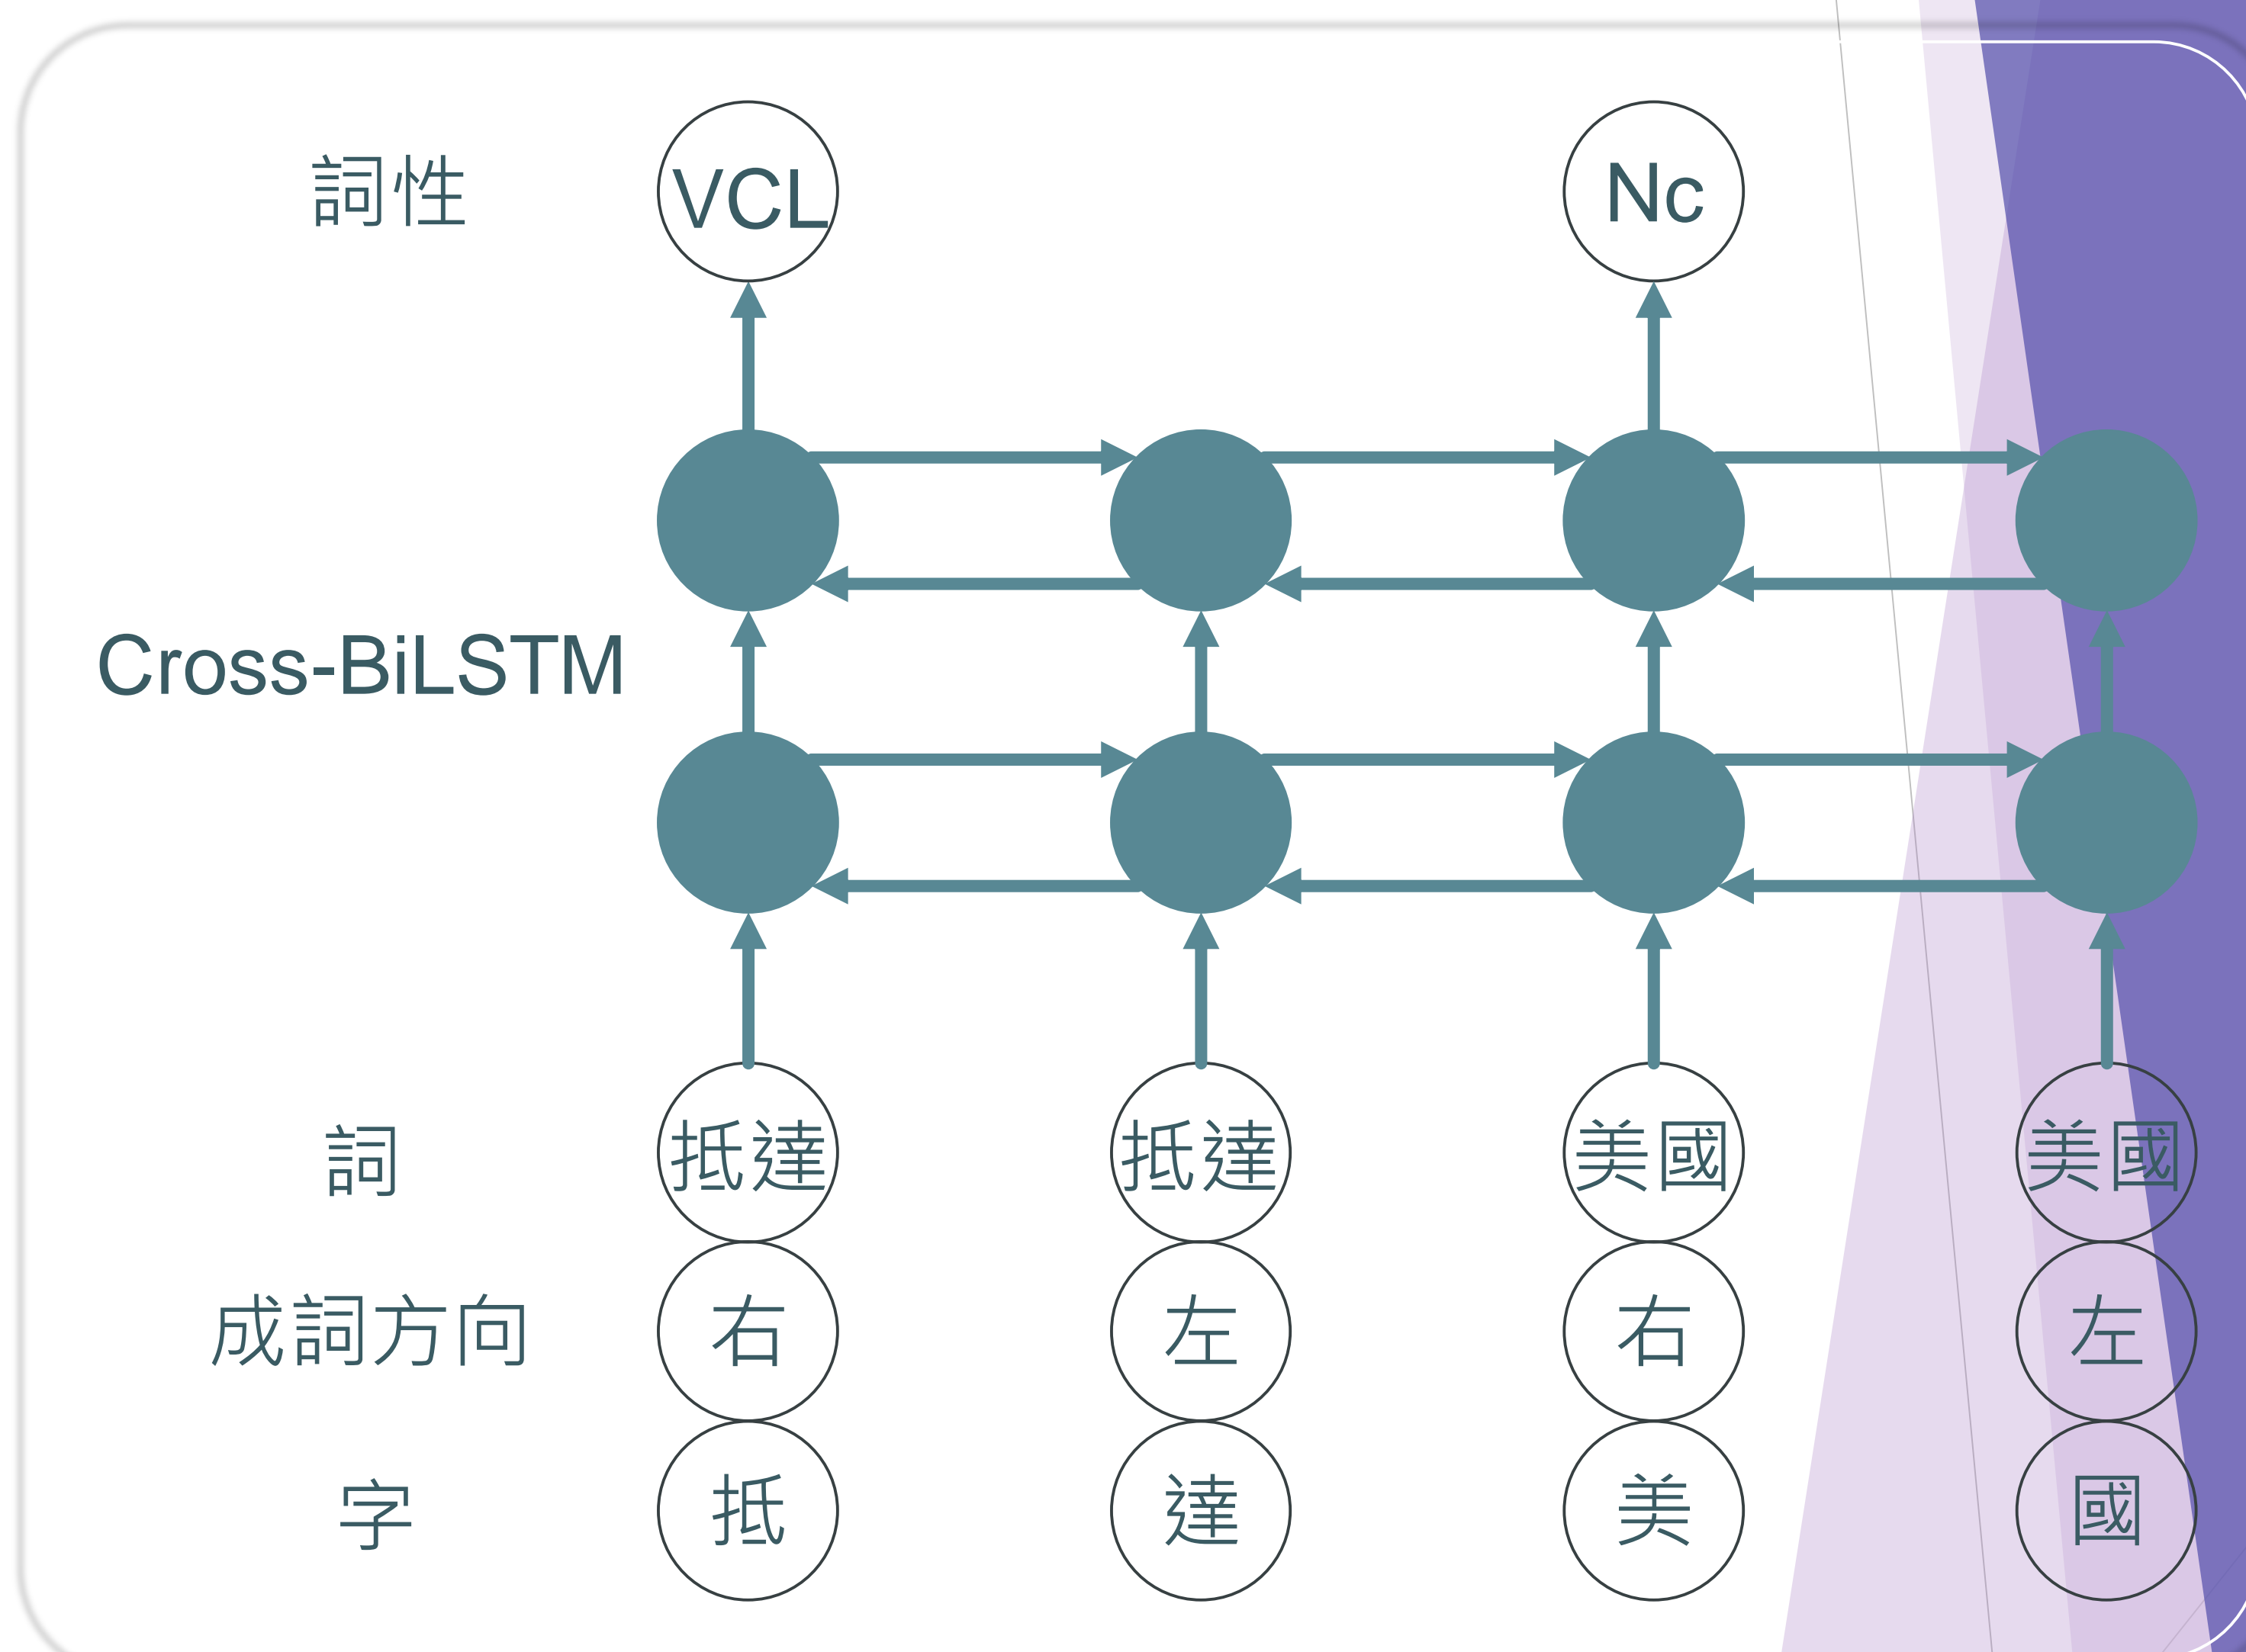 詞性 VCL Nc
Cross-BiLSTM
詞 抵達 抵達 美國 美國
成詞方向 右 左 右 左
字 抵 達 美 國